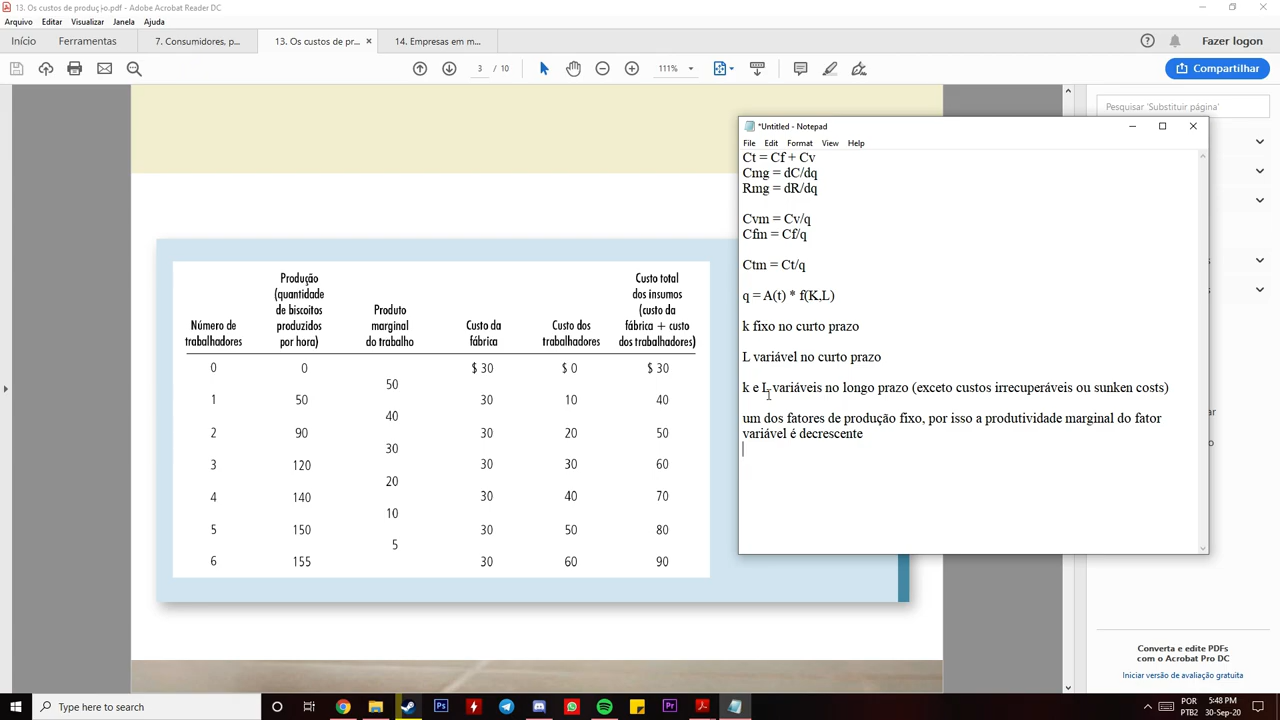 13. Os custos de produç-o.pdf - Adobe Acrobat Reader DC
Arquivo Editar Visualizar Janela Ajuda
Início Ferramentas 7. Consumidores, p... 13. Os custos de pr... × 14. Empresas em m... Fazer logon
3 / 10 111% Compartilhar
Pesquisar 'Substituir página'
*Untitled - Notepad
File Edit Format View Help
Ct = Cf + Cv
Cmg = dC/dq
Rmg = dR/dq
Cvm = Cv/q
Cfm = Cf/q
Ctm = Ct/q
q = A(t) * f(K,L)
k fixo no curto prazo
L variável no curto prazo
k e L variáveis no longo prazo (exceto custos irrecuperáveis ou sunken costs)
um dos fatores de produção fixo, por isso a produtividade marginal do fator
variável é decrescente
Número de
trabalhadores
Produção
(quantidade
de biscoitos
produzidos
por hora)
Produto
marginal
do trabalho
Custo da
fábrica
Custo dos
trabalhadores
Custo total
dos insumos
(custo da
fábrica + custo
dos trabalhadores)
0 0 $ 30 $ 0 $ 30
50
1 50 30 10 40
40
2 90 30 20 50
30
3 120 30 30 60
20
4 140 30 40 70
10
5 150 30 50 80
5
6 155 30 60 90
Converta e edite PDFs
com o Acrobat Pro DC
Iniciar versão de avaliação gratuita
Type here to search
POR
PTB2
5:48 PM
30-Sep-20